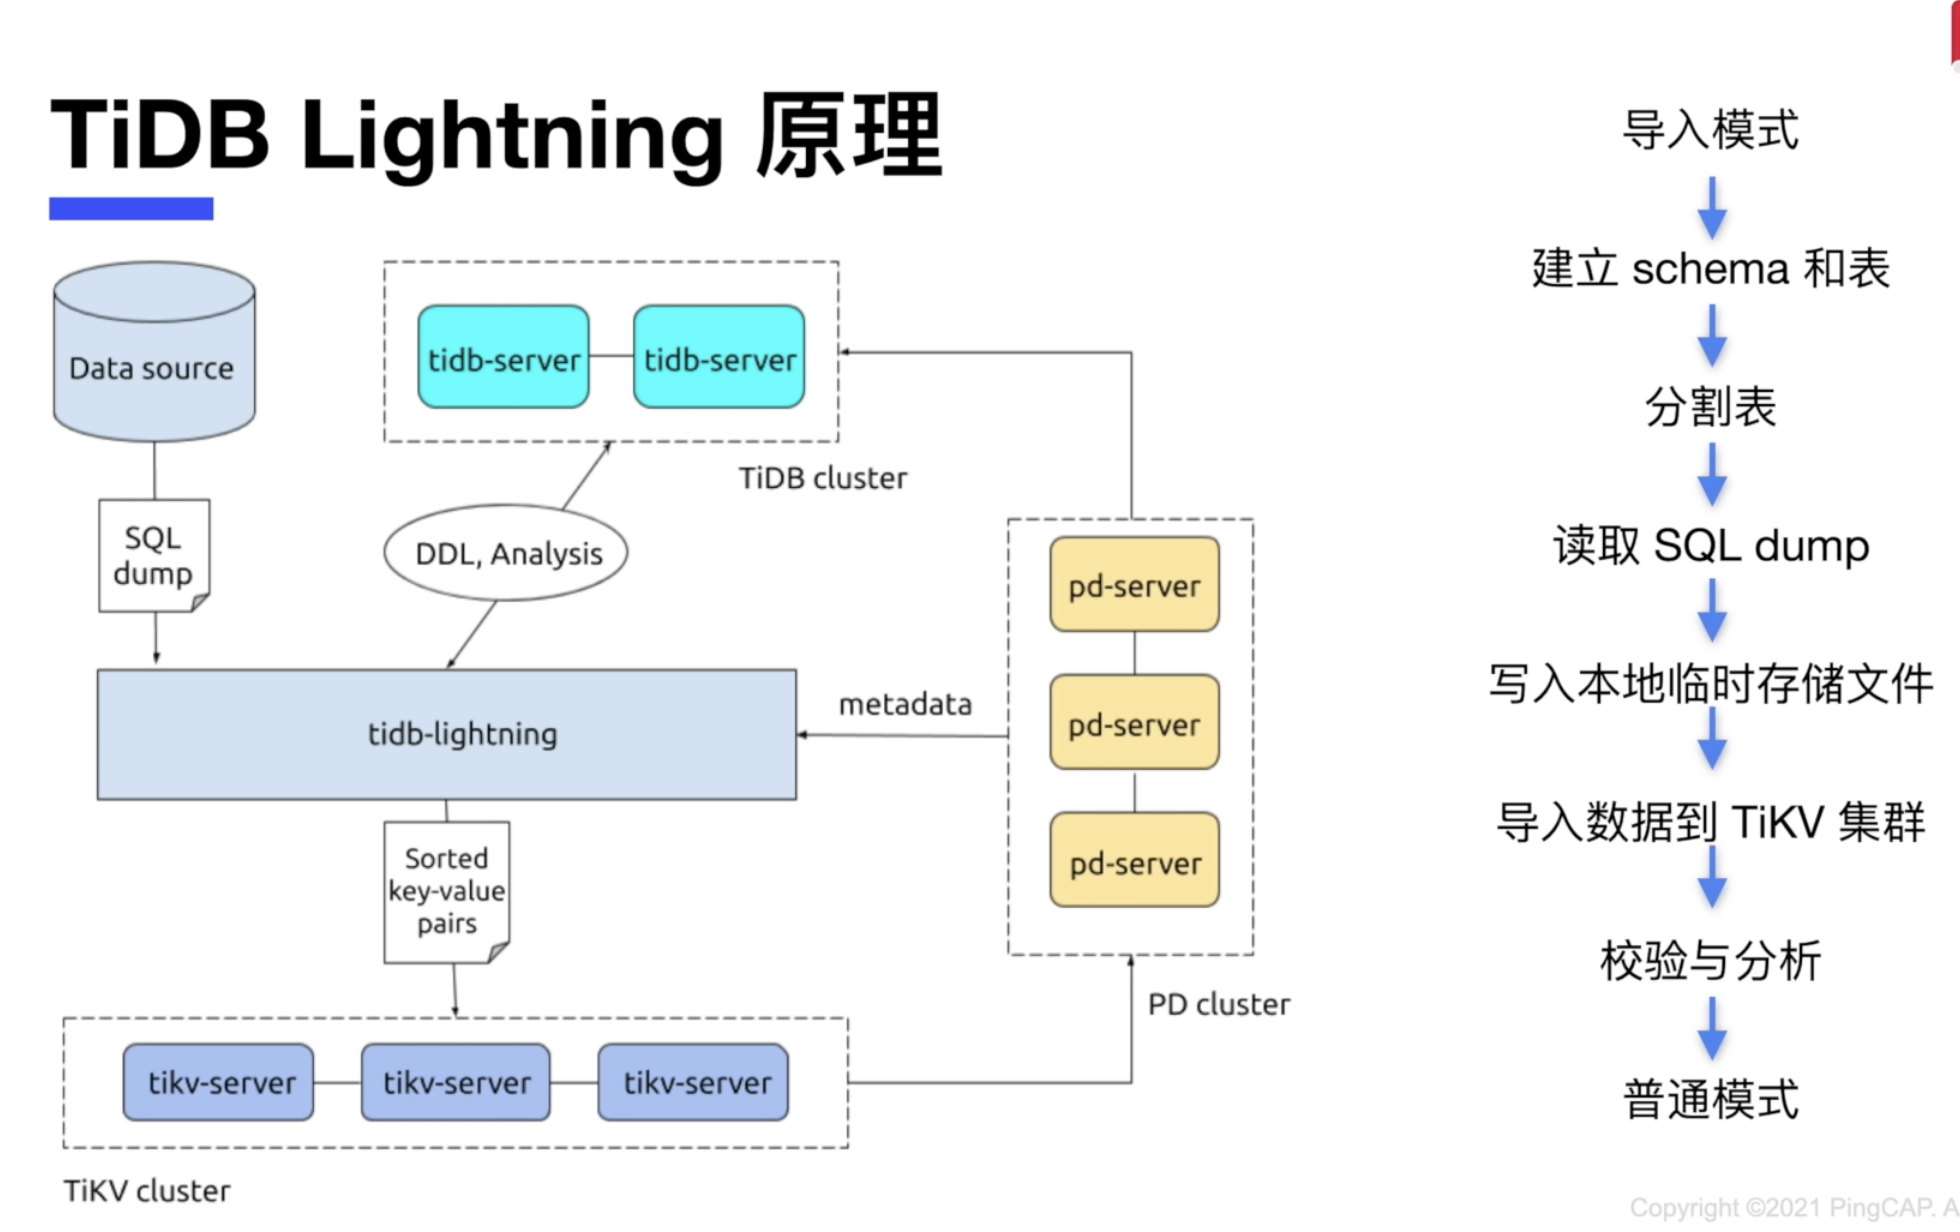 TiDB Lightning 原理
Data source
SQL
dump
tidb-server
tidb-server
TiDB cluster
DDL, Analysis
tidb-lightning
metadata
pd-server
pd-server
pd-server
PD cluster
Sorted
key-value
pairs
tikv-server
tikv-server
tikv-server
TiKV cluster
导入模式
建立 schema 和表
分割表
读取 SQL dump
写入本地临时存储文件
导入数据到 TiKV 集群
校验与分析
普通模式
Copyright ©2021 PingCAP. A